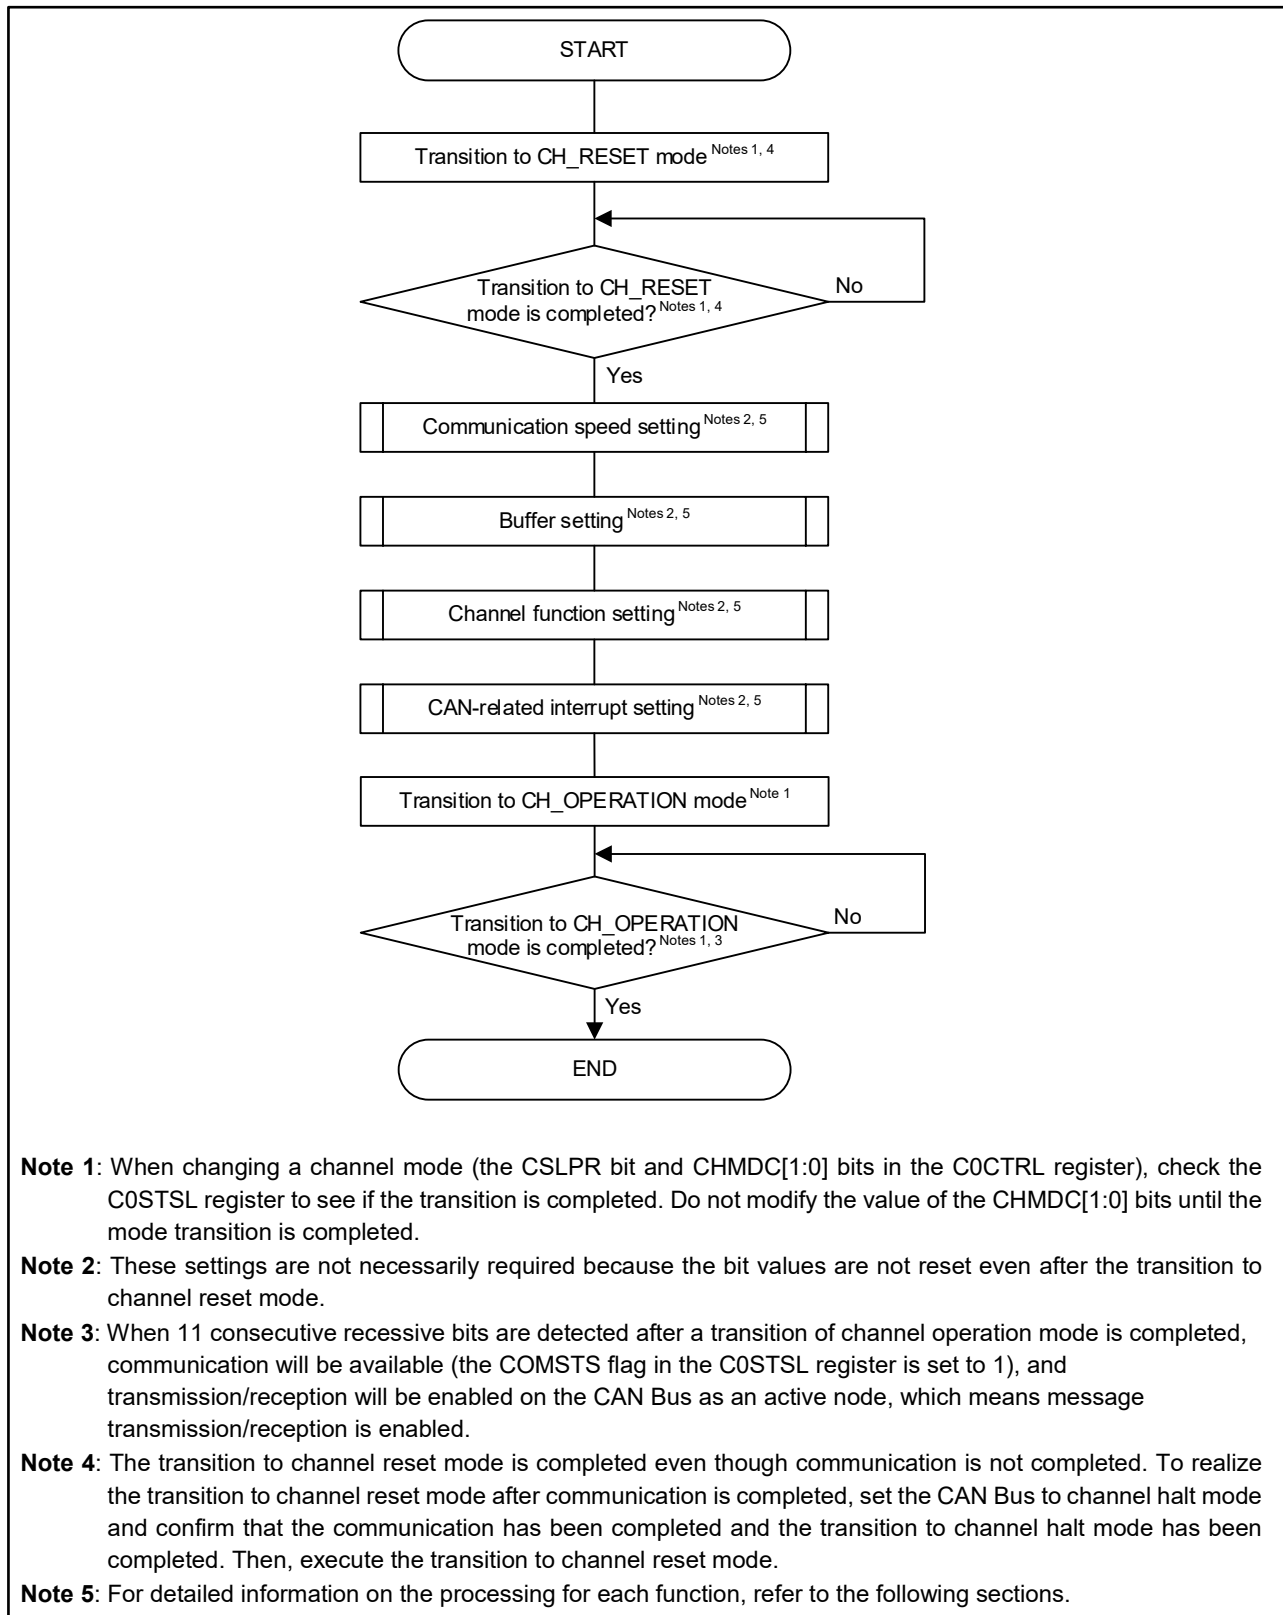 START
Transition to CH_RESET mode Notes 1, 4
Transition to CH_RESET
mode is completed? Notes 1, 4
No
Yes
Communication speed setting Notes 2, 5
Buffer setting Notes 2, 5
Channel function setting Notes 2, 5
CAN-related interrupt setting Notes 2, 5
Transition to CH_OPERATION mode Note 1
Transition to CH_OPERATION
mode is completed? Notes 1, 3
No
Yes
END
Note 1: When changing a channel mode (the CSLPR bit and CHMDC[1:0] bits in the C0CTRL register), check the
C0STSL register to see if the transition is completed. Do not modify the value of the CHMDC[1:0] bits until the
mode transition is completed.
Note 2: These settings are not necessarily required because the bit values are not reset even after the transition to
channel reset mode.
Note 3: When 11 consecutive recessive bits are detected after a transition of channel operation mode is completed,
communication will be available (the COMSTS flag in the C0STSL register is set to 1), and
transmission/reception will be enabled on the CAN Bus as an active node, which means message
transmission/reception is enabled.
Note 4: The transition to channel reset mode is completed even though communication is not completed. To realize
the transition to channel reset mode after communication is completed, set the CAN Bus to channel halt mode
and confirm that the communication has been completed and the transition to channel halt mode has been
completed. Then, execute the transition to channel reset mode.
Note 5: For detailed information on the processing for each function, refer to the following sections.